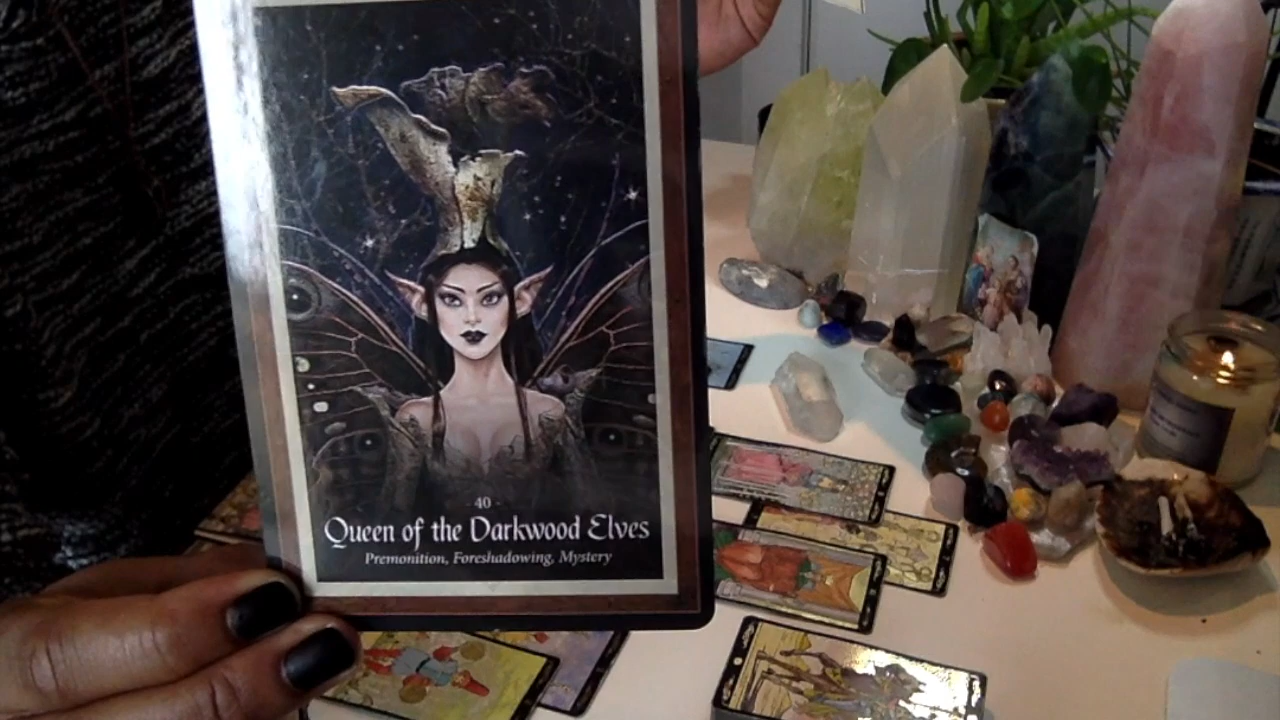 - 40 -
Queen of the Darkwood Elves
Premonition, Foreshadowing, Mystery